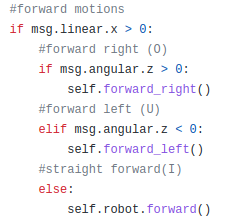 #forward motions
if msg.linear.x > 0:
    #forward right (O)
    if msg.angular.z > 0:
        self.forward_right()
    #forward left (U)
    elif msg.angular.z < 0:
        self.forward_left()
    #straight forward(I)
    else:
        self.robot.forward()